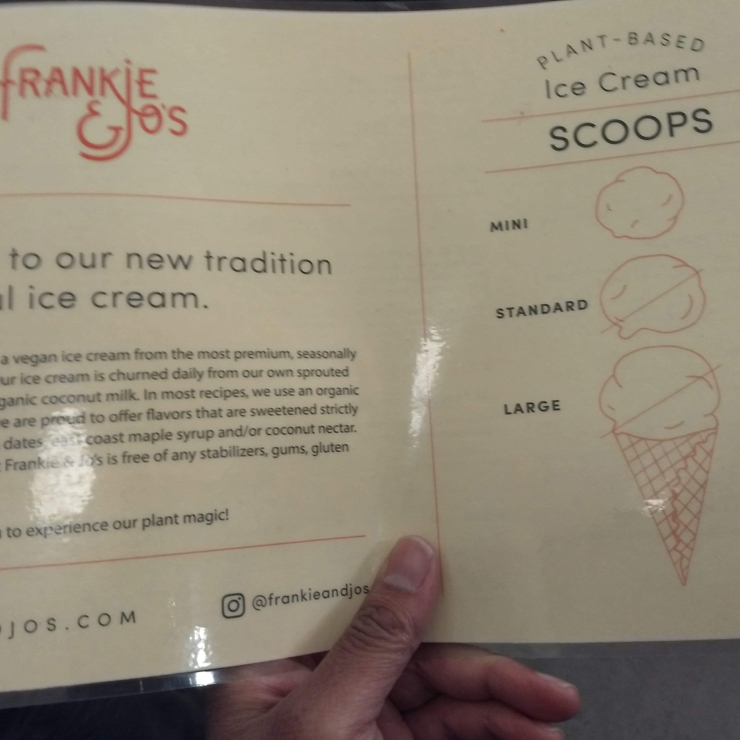 FRANKIE
& JO'S
to our new tradition
ice cream.
a vegan ice cream from the most premium, seasonally
ur ice cream is churned daily from our own sprouted
ganic coconut milk. In most recipes, we use an organic
e are proud to offer flavors that are sweetened strictly
dates, east coast maple syrup and/or coconut nectar.
Frankie & Jo's is free of any stabilizers, gums, gluten
to experience our plant magic!
JOS.COM
@frankieandjos
PLANT-BASED
Ice Cream
SCOOPS
MINI
STANDARD
LARGE